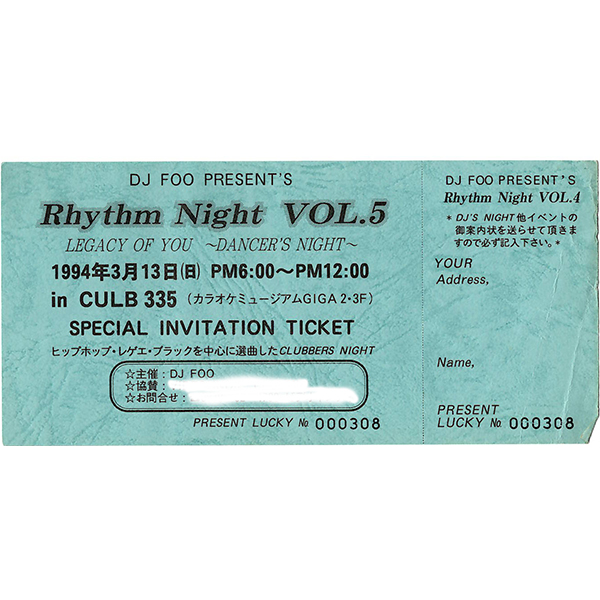 DJ FOO PRESENT'S
Rhythm Night VOL.5
LEGACY OF YOU ~DANCER'S NIGHT~
1994年3月13日(日) PM6:00~PM12:00
in CULB 335 (カラオケミュージアムGIGA 2・3F)
SPECIAL INVITATION TICKET
ヒップホップ・レゲエ・ブラックを中心に選曲したCLUBBERS NIGHT
☆主催:DJ FOO
☆協賛:
☆お問合せ:
PRESENT LUCKY № 000308
DJ FOO PRESENT'S
Rhythm Night VOL.4
*DJ'S NIGHT他イベントの
御案内状を送らせて頂きま
すので必ず記入下さい。*
YOUR
Address,
Name,
PRESENT
LUCKY № 000308